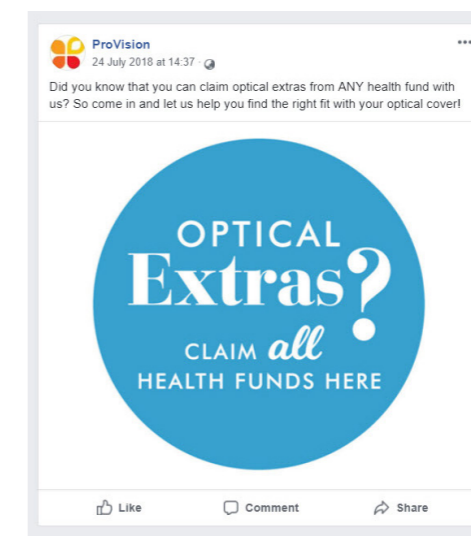 ProVision
24 July 2018 at 14:37 ·
Did you know that you can claim optical extras from ANY health fund with
us? So come in and let us help you find the right fit with your optical cover!
OPTICAL
Extras?
CLAIM all
HEALTH FUNDS HERE
Like Comment Share